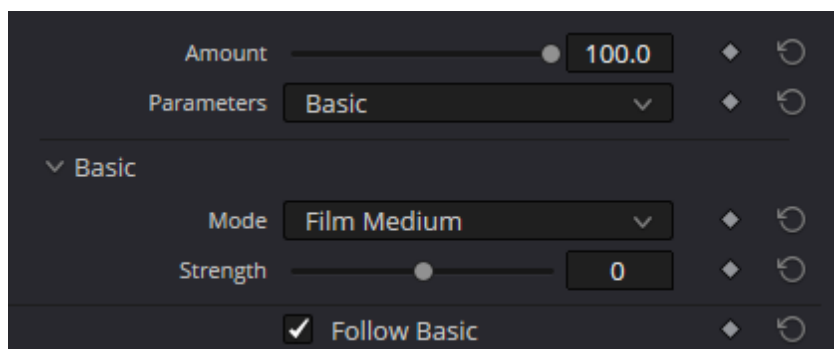 Amount 100.0
Parameters Basic
Basic
Mode Film Medium
Strength 0
Follow Basic